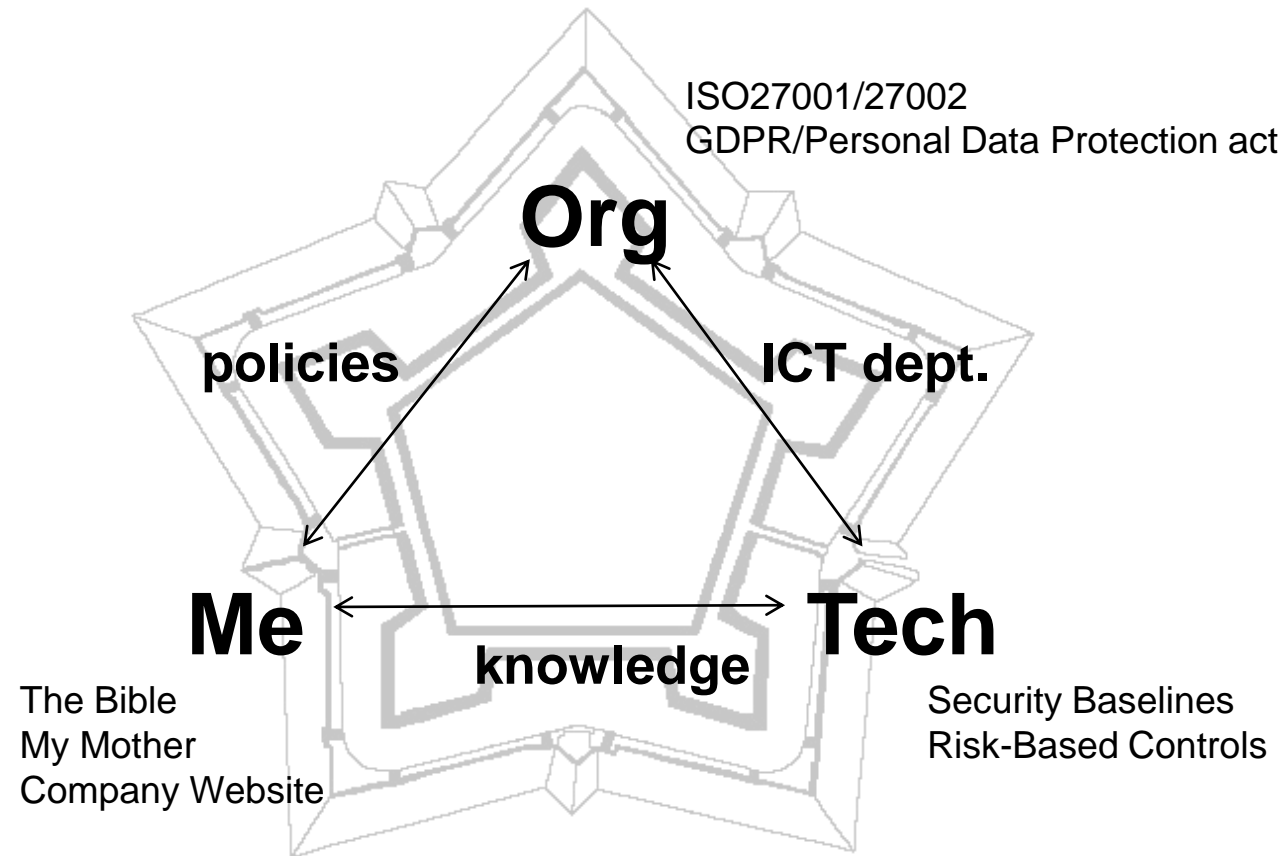 ISO27001/27002
GDPR/Personal Data Protection act
Org
policies
ICT dept.
Me
Tech
knowledge
The Bible
My Mother
Company Website
Security Baselines
Risk-Based Controls